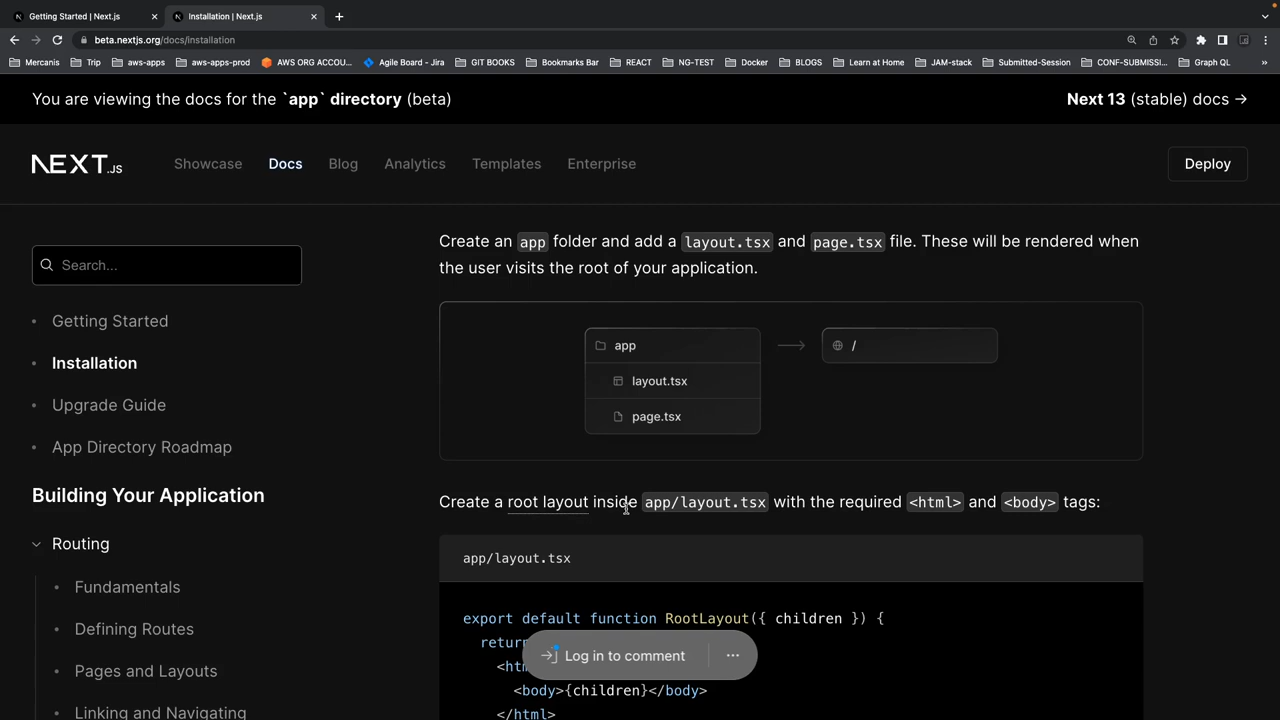 Getting Started | Next.js
Installation | Next.js
beta.nextjs.org/docs/installation
Mercanis
Trip
aws-apps
aws-apps-prod
AWS ORG ACCOU...
Agile Board - Jira
GIT BOOKS
Bookmarks Bar
REACT
NG-TEST
Docker
BLOGS
Learn at Home
JAM-stack
Submitted-Session
CONF-SUBMISSI...
Graph QL
»
You are viewing the docs for the `app` directory (beta)
Next 13 (stable) docs →
NEXT.JS
Showcase
Docs
Blog
Analytics
Templates
Enterprise
Deploy
Search...
Getting Started
Installation
Upgrade Guide
App Directory Roadmap
Building Your Application
Routing
Fundamentals
Defining Routes
Pages and Layouts
Linking and Navigating
Create an app folder and add a layout.tsx and page.tsx file. These will be rendered when
the user visits the root of your application.
app
layout.tsx
page.tsx
/
Create a root layout inside app/layout.tsx with the required <html> and <body> tags:
app/layout.tsx
export default function RootLayout({ children }) {
return
<htm
<body>{children}</body>
</html>
Log in to comment
...